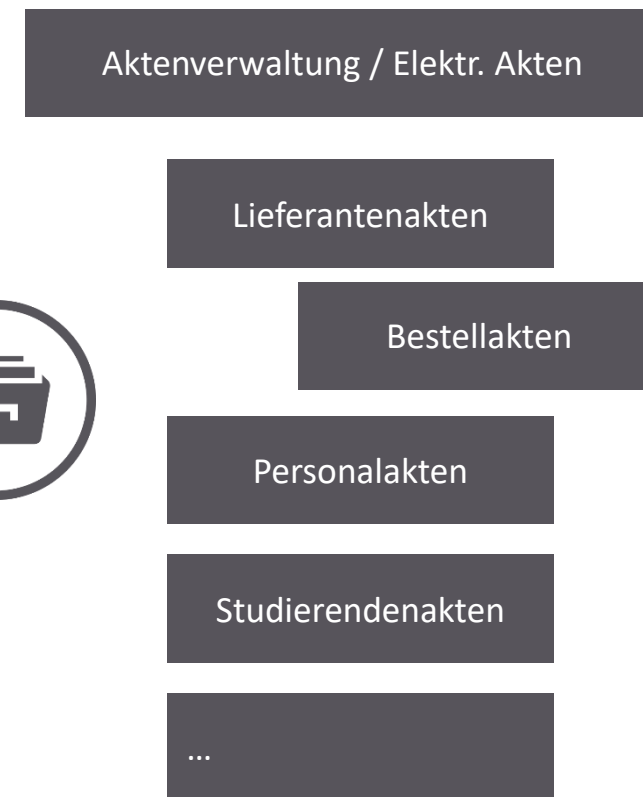 Aktenverwaltung / Elektr. Akten
Lieferantenakten
Bestellakten
Personalakten
Studierendenakten
...